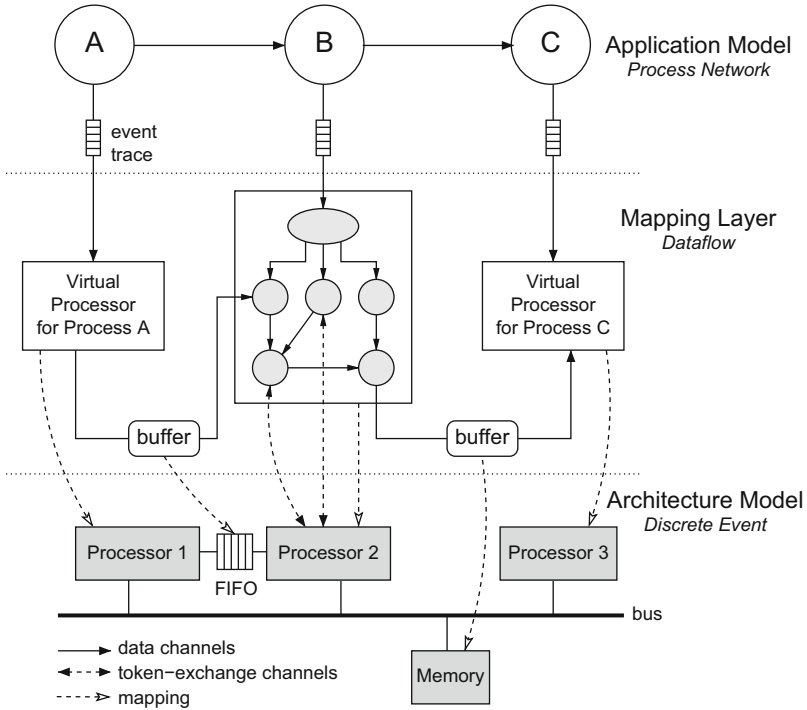 A
B
C
Application Model
Process Network
event
trace
Mapping Layer
Dataflow
Virtual
Processor
for Process A
Virtual
Processor
for Process C
buffer
buffer
Architecture Model
Discrete Event
Processor 1
FIFO
Processor 2
Processor 3
bus
data channels
token−exchange channels
mapping
Memory